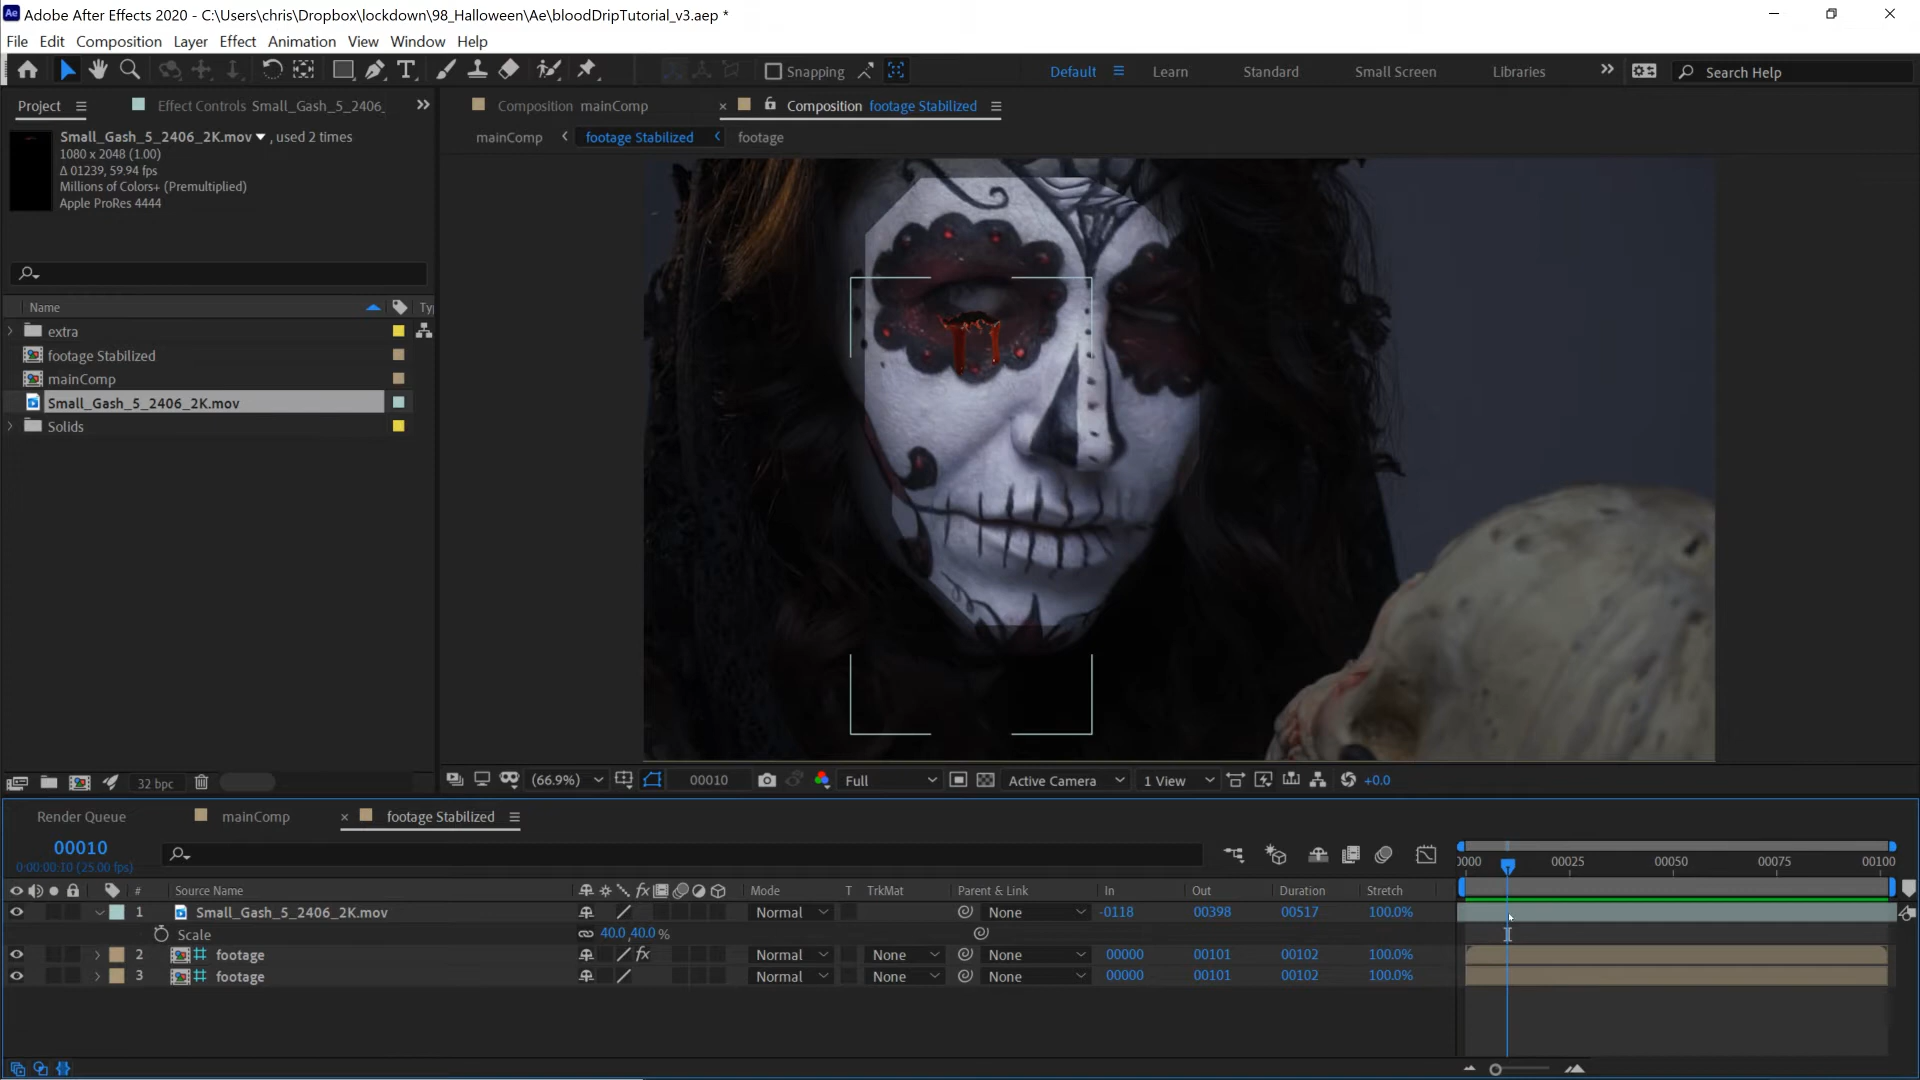 Adobe After Effects 2020 - C:\Users\chris\Dropbox\lockdown\98_Halloween\Ae\bloodDripTutorial_v3.aep *
File Edit Composition Layer Effect Animation View Window Help
Snapping Default Learn Standard Small Screen Libraries Search Help
Project Effect Controls Small_Gash_5_2406_ Composition mainComp Composition footage Stabilized
Small_Gash_5_2406_2K.mov , used 2 times mainComp footage Stabilized footage
1080 x 2048 (1.00)
Δ 01239, 59.94 fps
Millions of Colors+ (Premultiplied)
Apple ProRes 4444
Name Ty
extra
footage Stabilized
mainComp
Small_Gash_5_2406_2K.mov
Solids
32 bpc (66.9%) 00010 Full Active Camera 1 View +0.0
Render Queue mainComp footage Stabilized
00010
0:00:00:10 (25.00 fps) 0000 00025 00050 00075 00100
# Source Name fx Mode T TrkMat Parent & Link In Out Duration Stretch
1 Small_Gash_5_2406_2K.mov Normal None -0118 00398 00517 100.0%
Scale 40.0,40.0 %
2 footage fx Normal None None 00000 00101 00102 100.0%
3 footage Normal None None 00000 00101 00102 100.0%